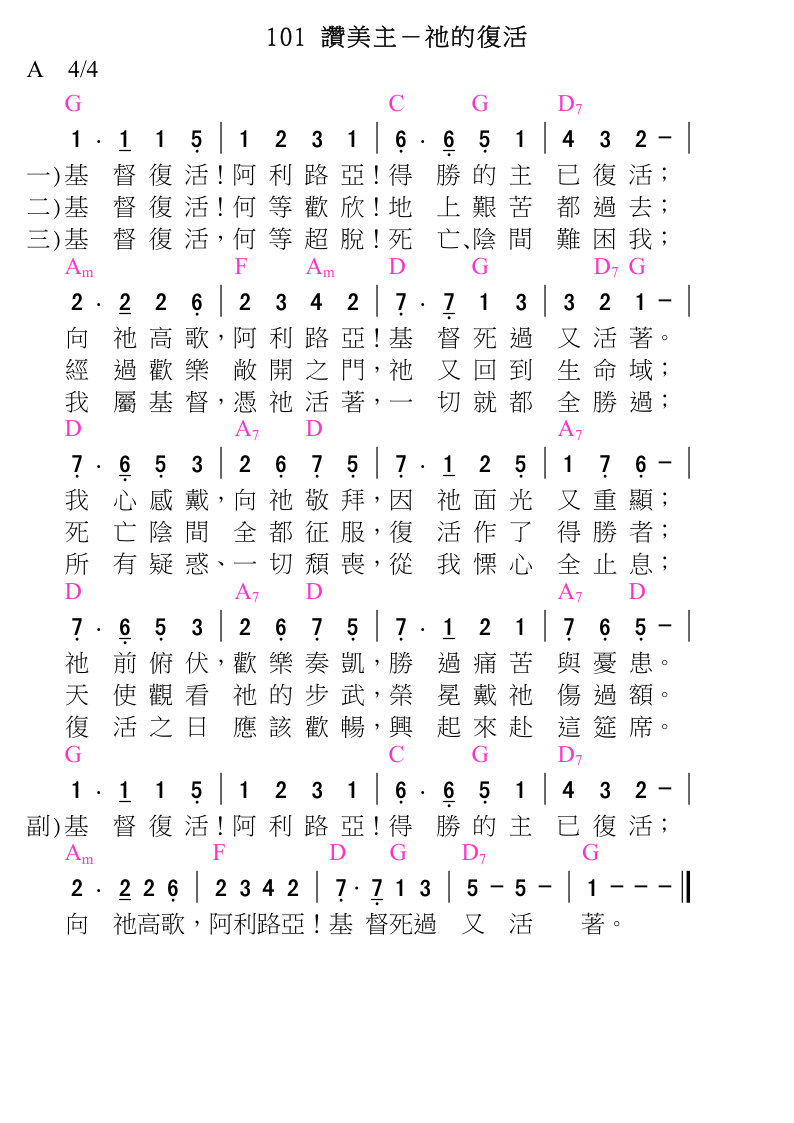 101 讚美主－祂的復活
A 4/4
G C G D7
1 · 1 1 5 | 1 2 3 1 | 6 · 6 5 1 | 4 3 2 － |
一)基 督 復 活！阿 利 路 亞！得 勝 的 主 已 復 活；
二)基 督 復 活！何 等 歡 欣！地 上 艱 苦 都 過 去；
三)基 督 復 活，何 等 超 脫！死 亡、陰 間 難 困 我；
Am F Am D G D7 G
2 · 2 2 6 | 2 3 4 2 | 7 · 7 1 3 | 3 2 1 － |
向 祂 高 歌，阿 利 路 亞！基 督 死 過 又 活 著。
經 過 歡 樂 敞 開 之 門，祂 又 回 到 生 命 域；
我 屬 基 督，憑 祂 活 著，一 切 就 都 全 勝 過；
D A7 D A7
7 · 6 5 3 | 2 6 7 5 | 7 · 1 2 5 | 1 7 6 － |
我 心 感 戴，向 祂 敬 拜，因 祂 面 光 又 重 顯；
死 亡 陰 間 全 都 征 服，復 活 作 了 得 勝 者；
所 有 疑 惑、一 切 頹 喪，從 我 慄 心 全 止 息；
D A7 D A7 D
7 · 6 5 3 | 2 6 7 5 | 7 · 1 2 1 | 7 6 5 － |
祂 前 俯 伏，歡 樂 奏 凱，勝 過 痛 苦 與 憂 患。
天 使 觀 看 祂 的 步 武，榮 冕 戴 祂 傷 過 額。
復 活 之 日 應 該 歡 暢，興 起 來 赴 這 筵 席。
G C G D7
1 · 1 1 5 | 1 2 3 1 | 6 · 6 5 1 | 4 3 2 － |
副)基 督 復 活！阿 利 路 亞！得 勝 的 主 已 復 活；
Am F D G D7 G
2 · 2 2 6 | 2 3 4 2 | 7 · 7 1 3 | 5 － 5 － | 1 － － － ||
向 祂高歌，阿利路亞！基 督死過 又 活 著。